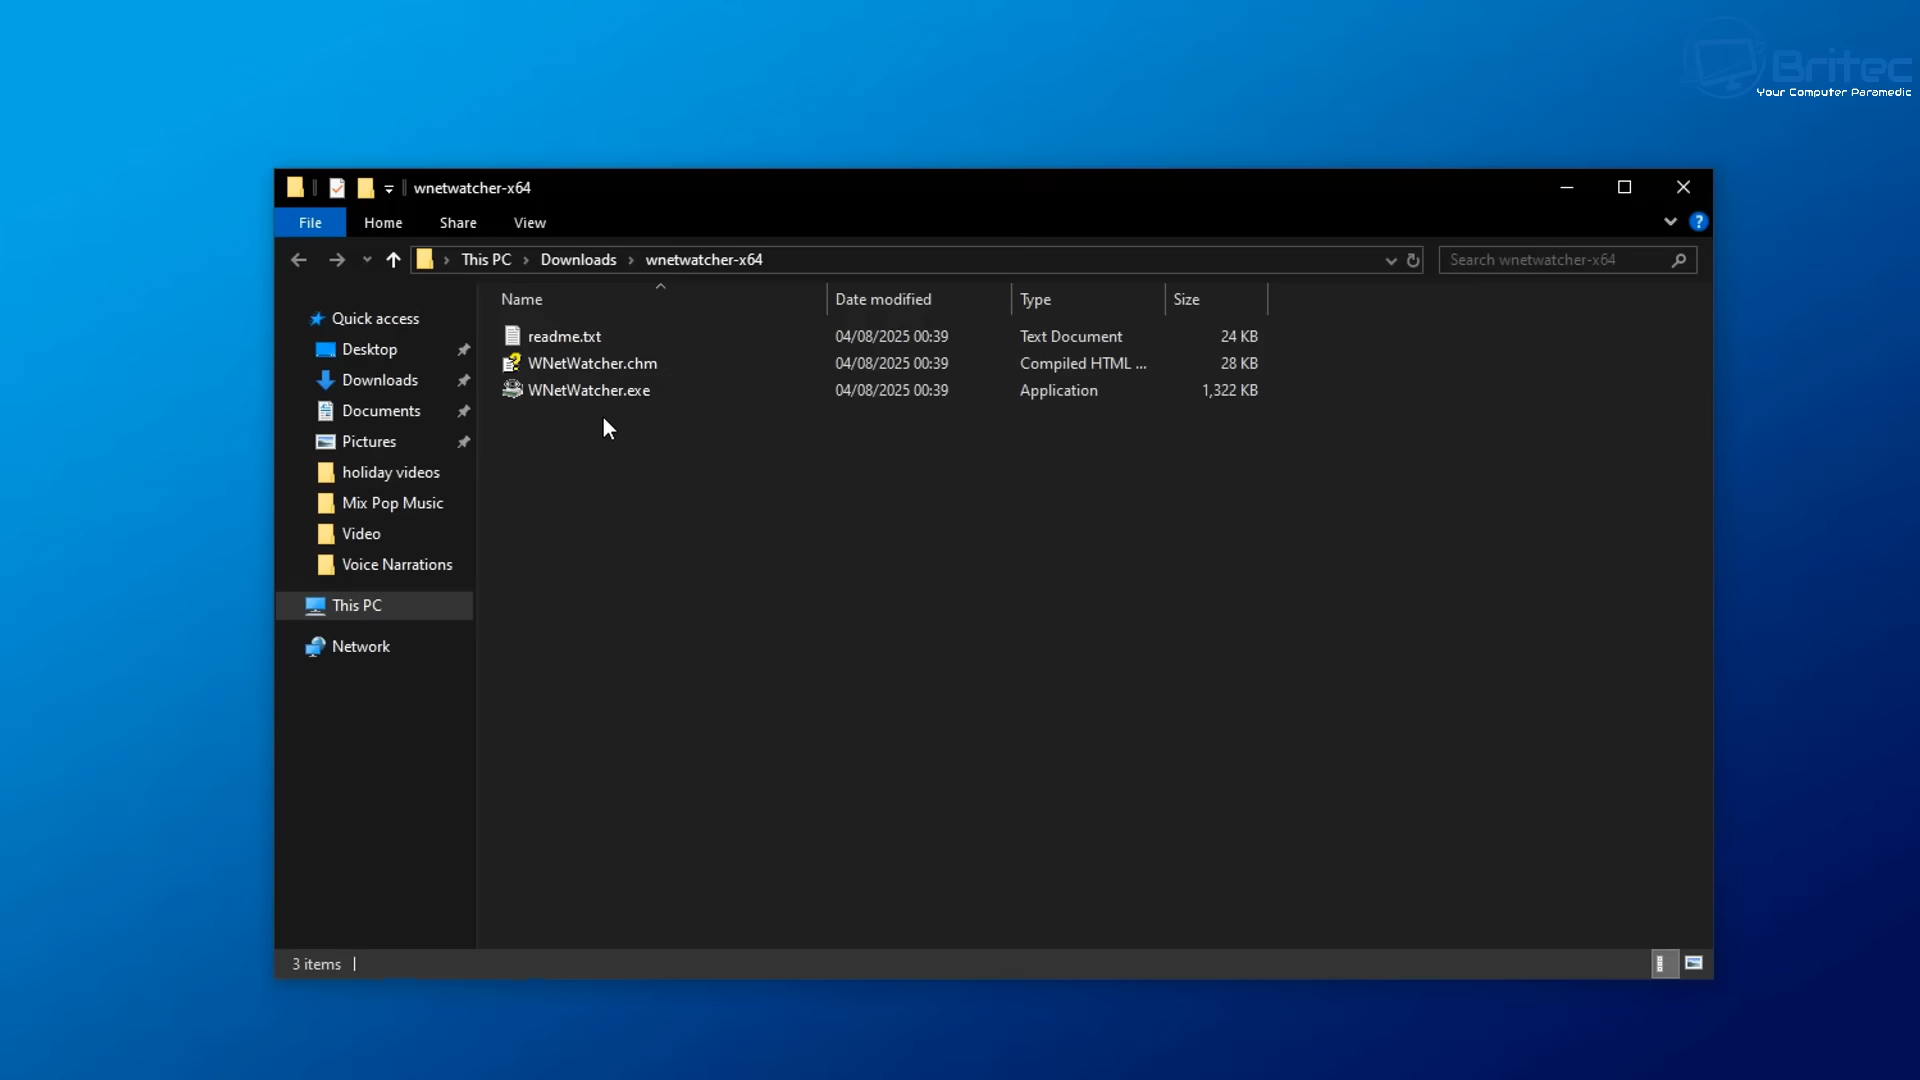 Britec
Your Computer Paramedic
wnetwatcher-x64
File Home Share View
This PC Downloads wnetwatcher-x64 Search wnetwatcher-x64
Name Date modified Type Size
readme.txt 04/08/2025 00:39 Text Document 24 KB
WNetWatcher.chm 04/08/2025 00:39 Compiled HTML ... 28 KB
WNetWatcher.exe 04/08/2025 00:39 Application 1,322 KB
Quick access
Desktop
Downloads
Documents
Pictures
holiday videos
Mix Pop Music
Video
Voice Narrations
This PC
Network
3 items